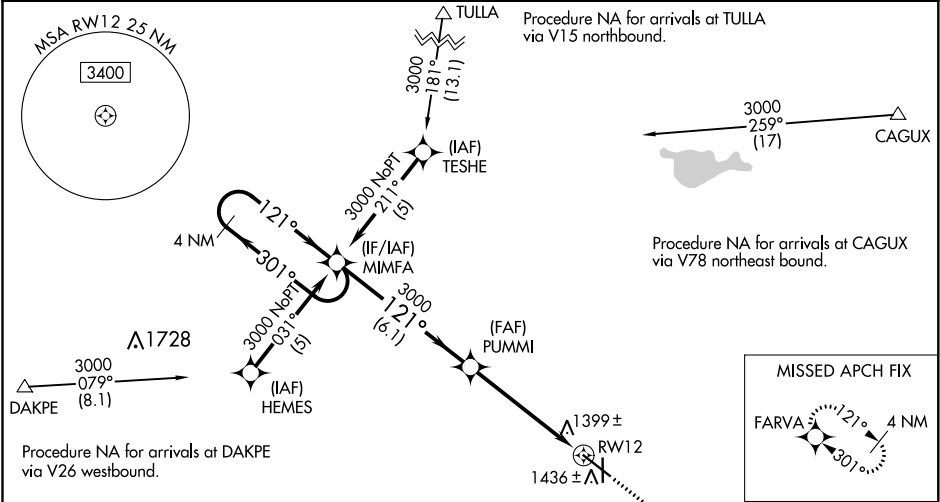 MSA RW12 25 NM
3400
TULLA
Procedure NA for arrivals at TULLA
via V15 northbound.
3000
181°
(13.1)
3000
259°
(17)
CAGUX
(IAF)
TESHE
3000 NoPT
211°
(5)
121°
4 NM
301°
(IF/IAF)
MIMFA
Procedure NA for arrivals at CAGUX
via V78 northeast bound.
3000 NoPT
031°
(5)
3000
121°
(6.1)
(FAF)
PUMMI
1728
3000
079°
(8.1)
DAKPE
(IAF)
HEMES
MISSED APCH FIX
FARVA
121°
4 NM
301°
1399 ±
RW12
1436 ±
Procedure NA for arrivals at DAKPE
via V26 westbound.